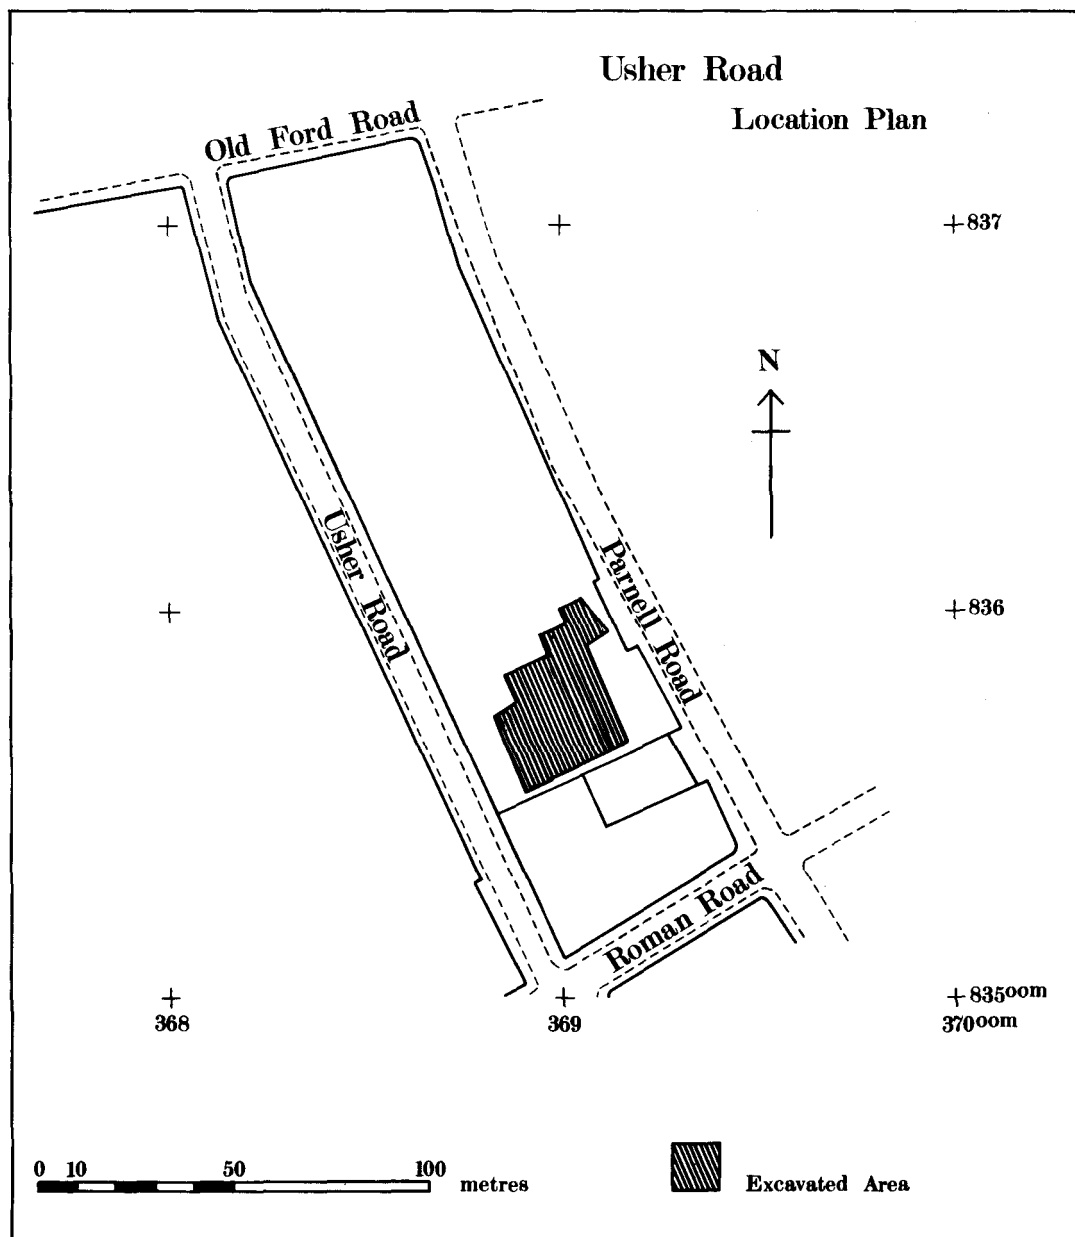 Usher Road
Location Plan
Old Ford Road
837
N
Usher Road
Parnell Road
836
Roman Road
83500m
368
369
37000m
0 10 50 100 metres
Excavated Area